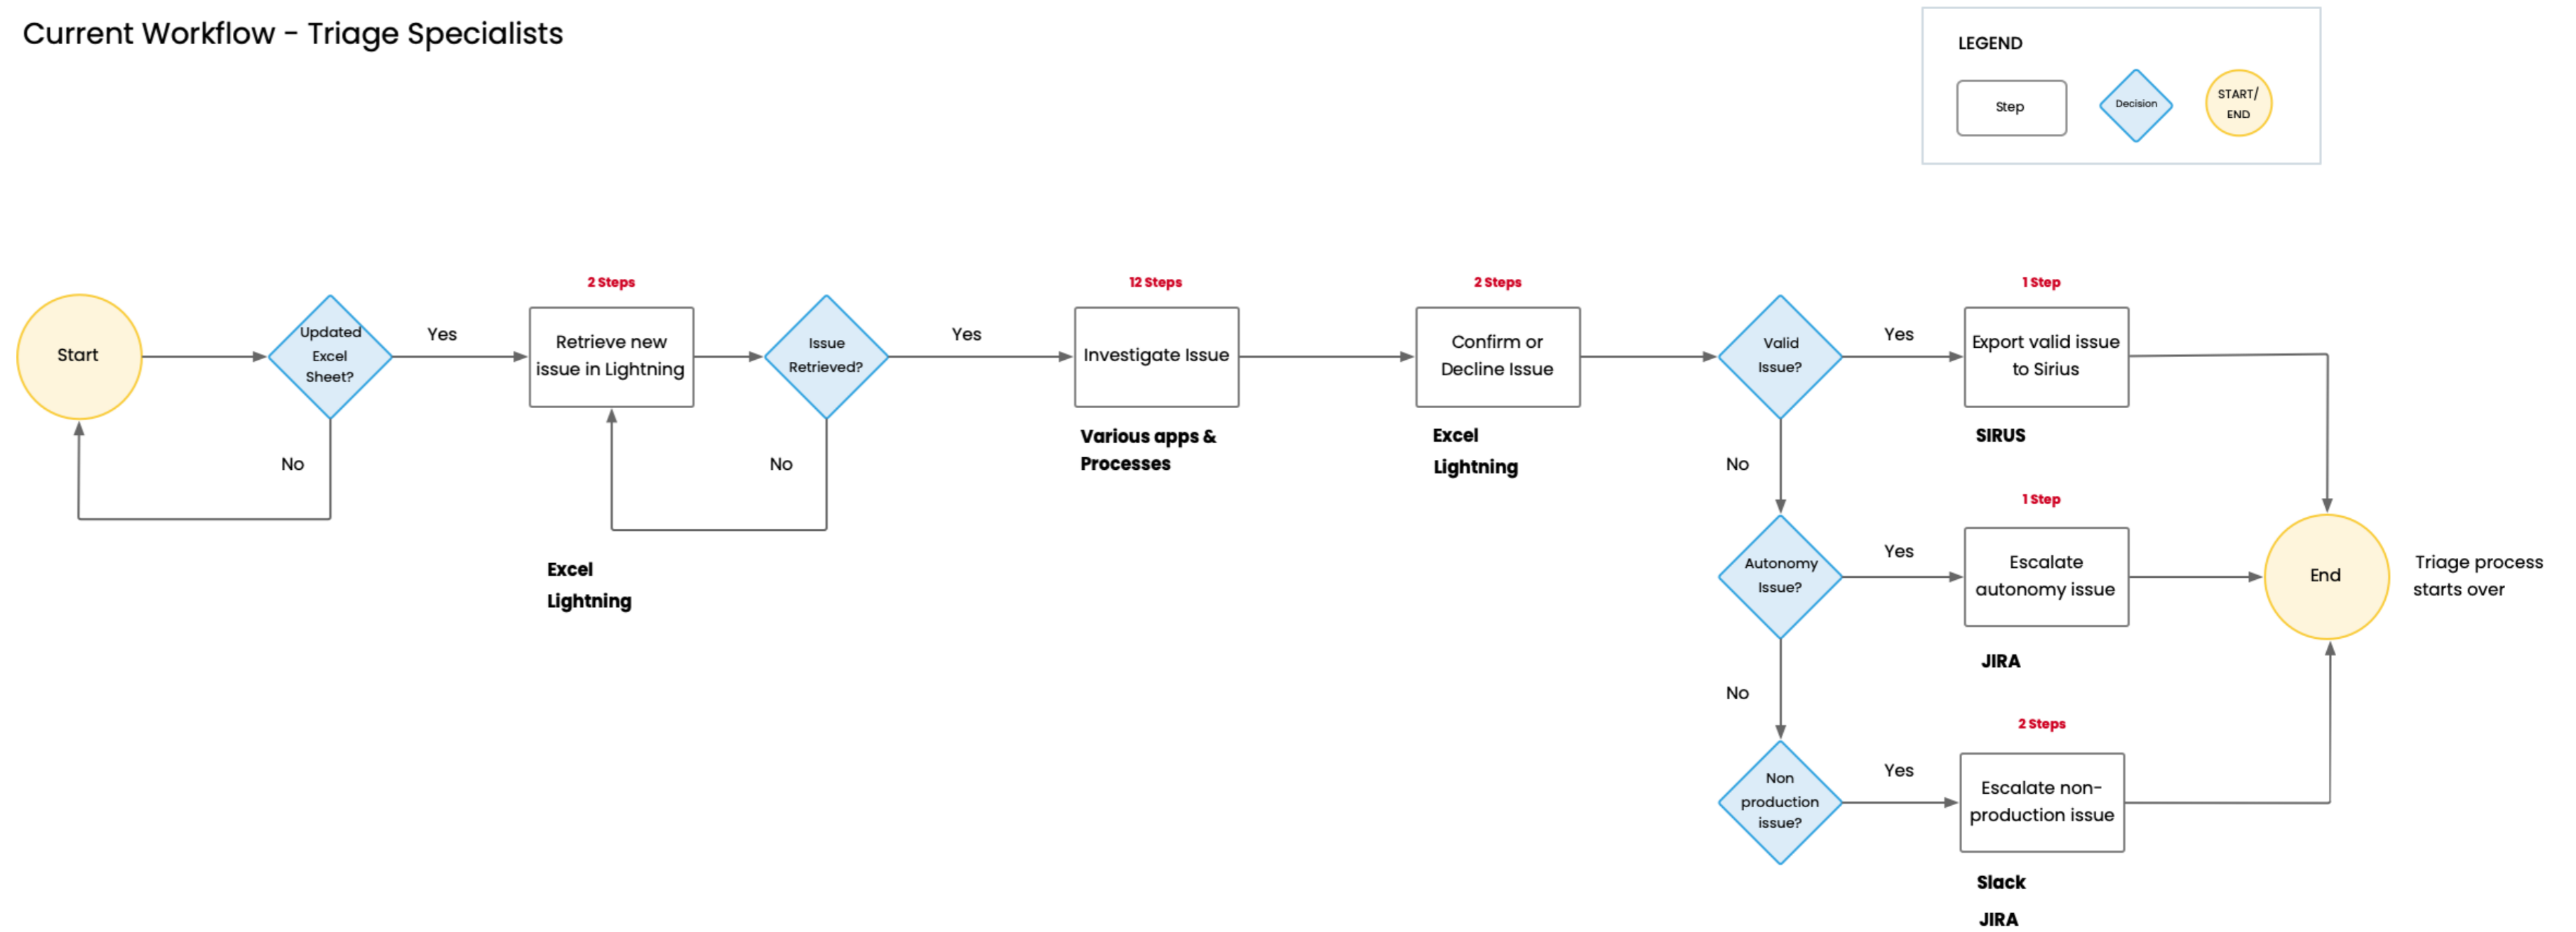 Current Workflow - Triage Specialists
LEGEND
Step
Decision
START/
END
Start
Updated
Excel
Sheet?
Yes
No
2 Steps
Retrieve new
issue in Lightning
Excel
Lightning
Issue
Retrieved?
Yes
No
12 Steps
Investigate Issue
Various apps &
Processes
2 Steps
Confirm or
Decline Issue
Excel
Lightning
Valid
Issue?
Yes
No
1 Step
Export valid issue
to Sirius
SIRUS
Autonomy
Issue?
Yes
No
1 Step
Escalate
autonomy issue
JIRA
Non
production
issue?
Yes
2 Steps
Escalate non-
production issue
Slack
JIRA
End
Triage process
starts over